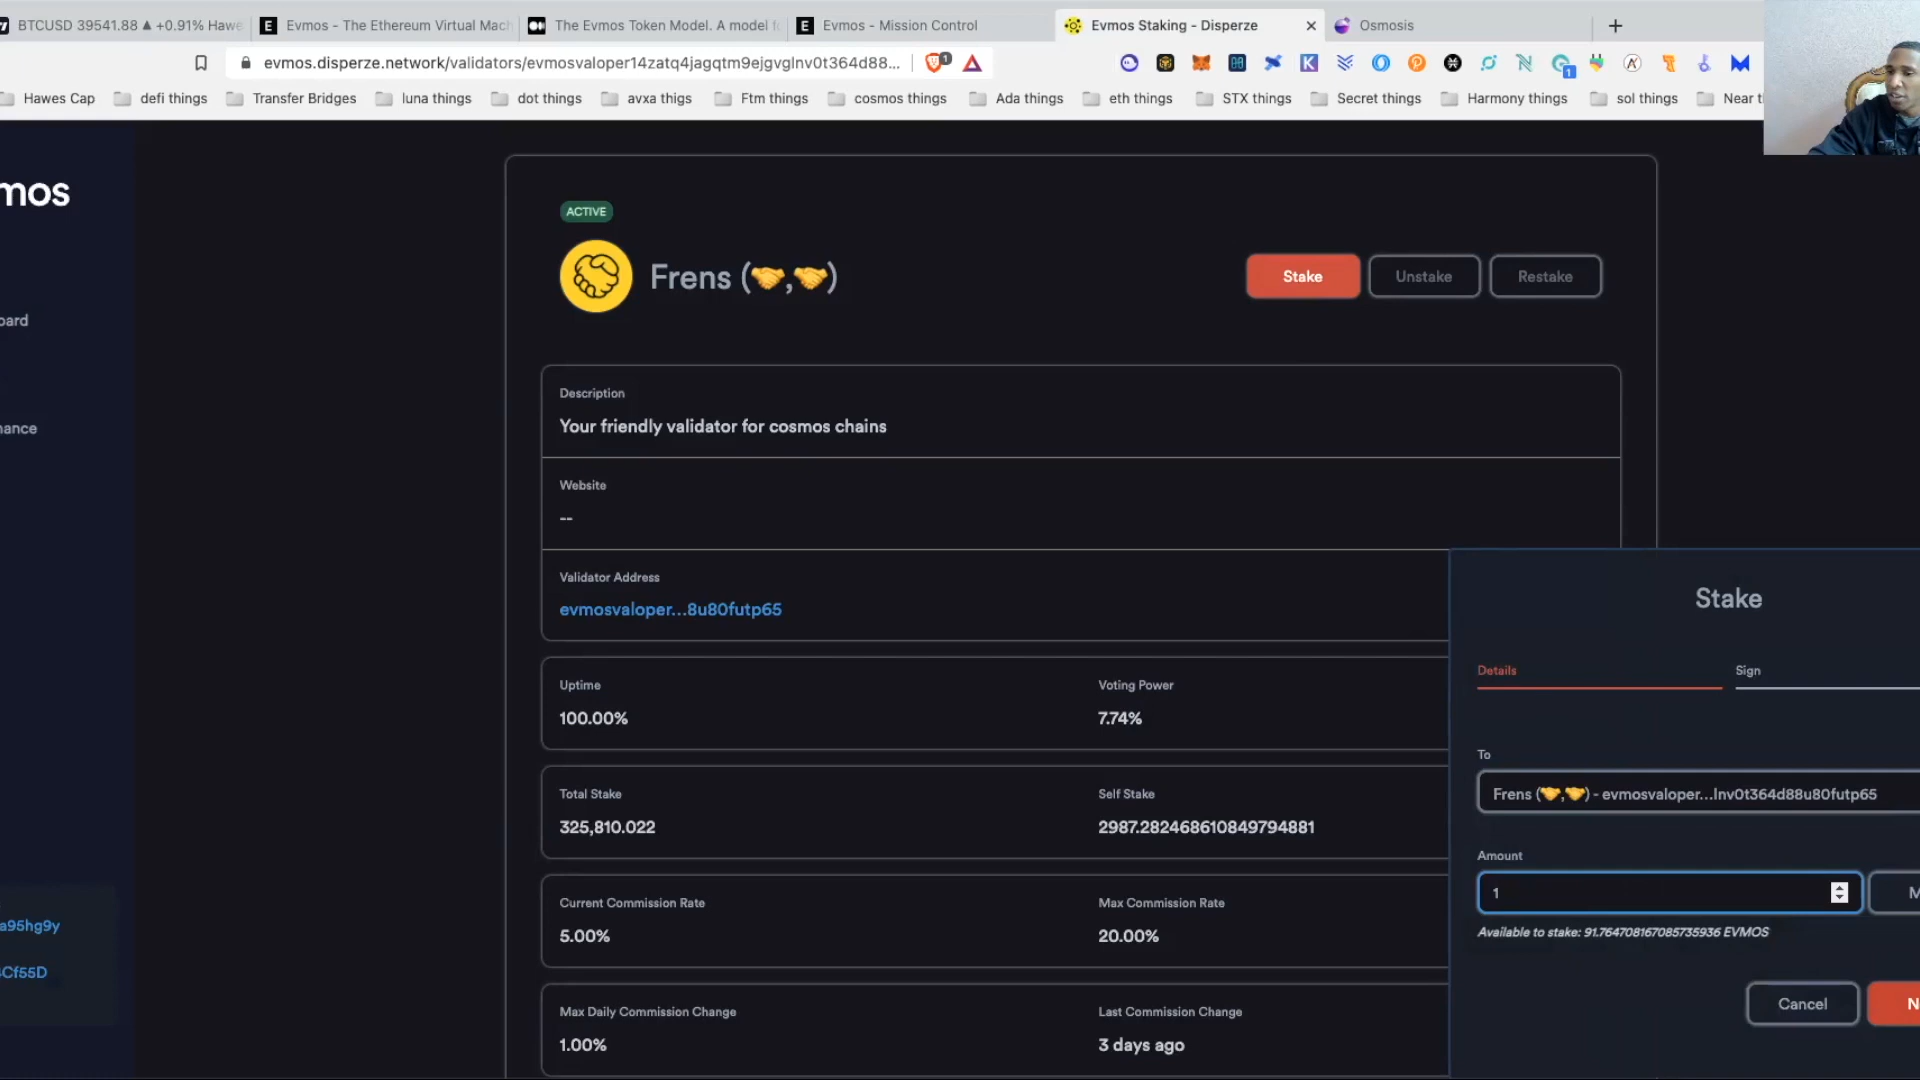 BTCUSD 39541.88 ▲ +0.91% Hawe
Evmos - The Ethereum Virtual Mach
The Evmos Token Model. A model f
Evmos - Mission Control
Evmos Staking - Disperze
Osmosis
evmos.disperze.network/validators/evmosvaloper14zatq4jagqtm9ejgvglnv0t364d88...
Hawes Cap
defi things
Transfer Bridges
luna things
dot things
avxa thigs
Ftm things
cosmos things
Ada things
eth things
STX things
Secret things
Harmony things
sol things
Near t
mos
oard
nance
a95hg9y
Cf55D
ACTIVE
Frens (🤝,🤝)
Stake
Unstake
Restake
Description
Your friendly validator for cosmos chains
Website
--
Validator Address
evmosvaloper...8u80futp65
Uptime
100.00%
Voting Power
7.74%
Total Stake
325,810.022
Self Stake
2987.282468610849794881
Current Commission Rate
5.00%
Max Commission Rate
20.00%
Max Daily Commission Change
1.00%
Last Commission Change
3 days ago
Stake
Details
Sign
To
Frens (🤝,🤝) - evmosvaloper...lnv0t364d88u80futp65
Amount
1
M
Available to stake: 91.764708167085735936 EVMOS
Cancel
N